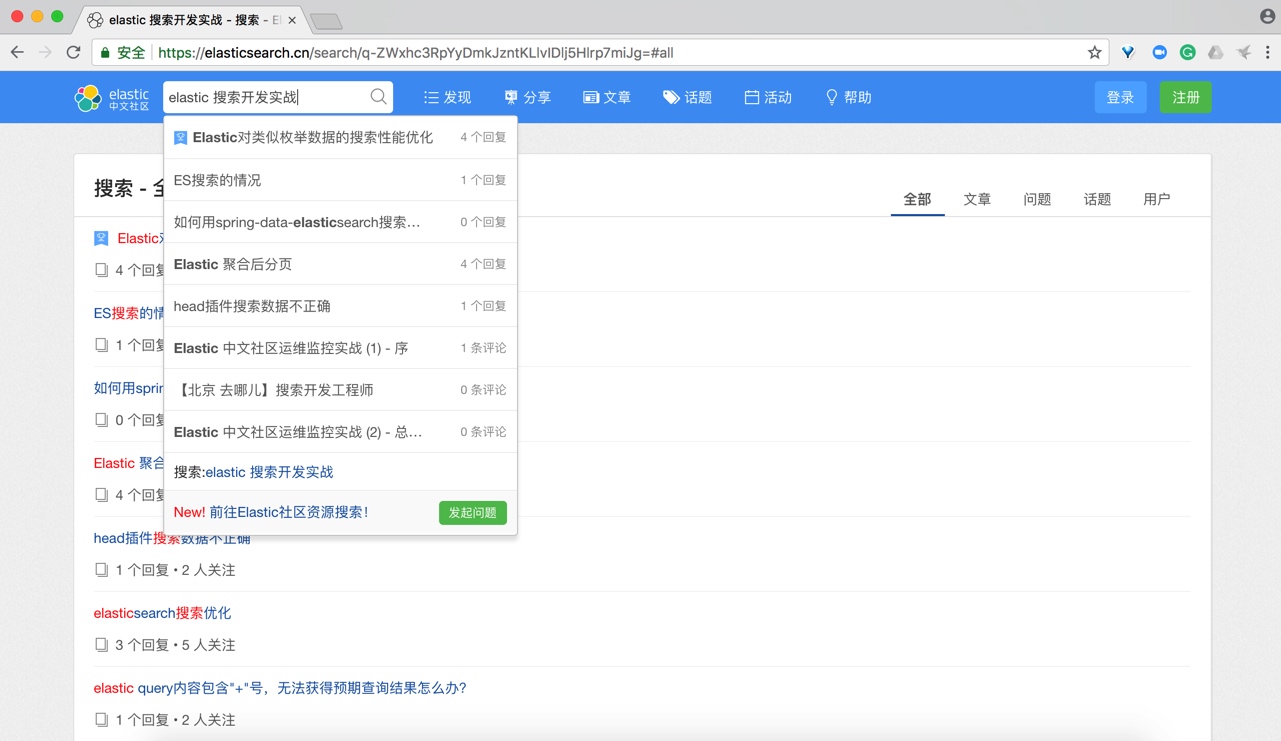 elastic 搜索开发实战 - 搜索 - El
安全 https://elasticsearch.cn/search/q-ZWxhc3RpYyDmkJzntKLlvIDlj5Hlrp7miJg=#all
elastic
中文社区
elastic 搜索开发实战
发现 分享 文章 话题 活动 帮助
登录 注册
Elastic对类似枚举数据的搜索性能优化 4 个回复
ES搜索的情况 1 个回复
如何用spring-data-elasticsearch搜索… 0 个回复
Elastic 聚合后分页 4 个回复
head插件搜索数据不正确 1 个回复
Elastic 中文社区运维监控实战 (1) - 序 1 条评论
【北京 去哪儿】搜索开发工程师 0 条评论
Elastic 中文社区运维监控实战 (2) - 总… 0 条评论
搜索:elastic 搜索开发实战
New! 前往Elastic社区资源搜索!
发起问题
搜索 - 全
全部 文章 问题 话题 用户
Elastic对
4 个回复
ES搜索的情
1 个回复
如何用sprin
0 个回复
Elastic 聚合
4 个回复
head插件搜索数据不正确
1 个回复 • 2 人关注
elasticsearch搜索优化
3 个回复 • 5 人关注
elastic query内容包含"+"号，无法获得预期查询结果怎么办?
1 个回复 • 2 人关注